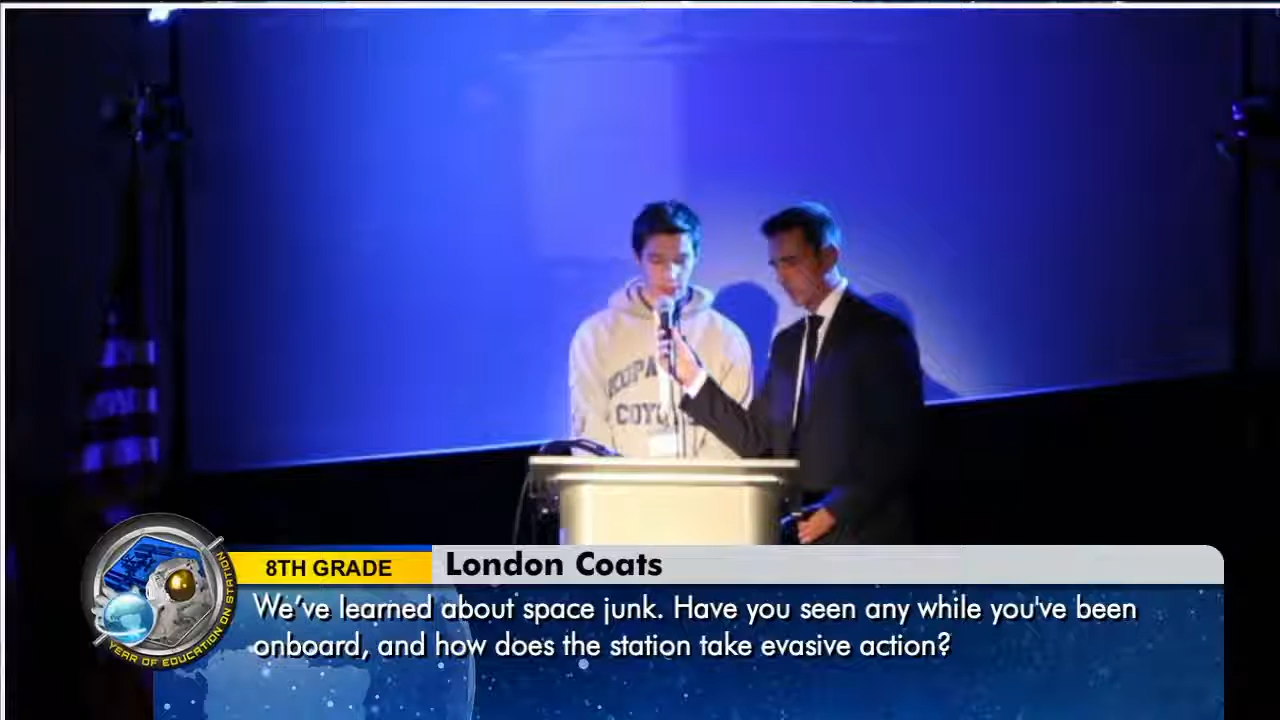 COYO
8TH GRADE
London Coats
We've learned about space junk. Have you seen any while you've been
onboard, and how does the station take evasive action?
YEAR OF EDUCATION ON STATION